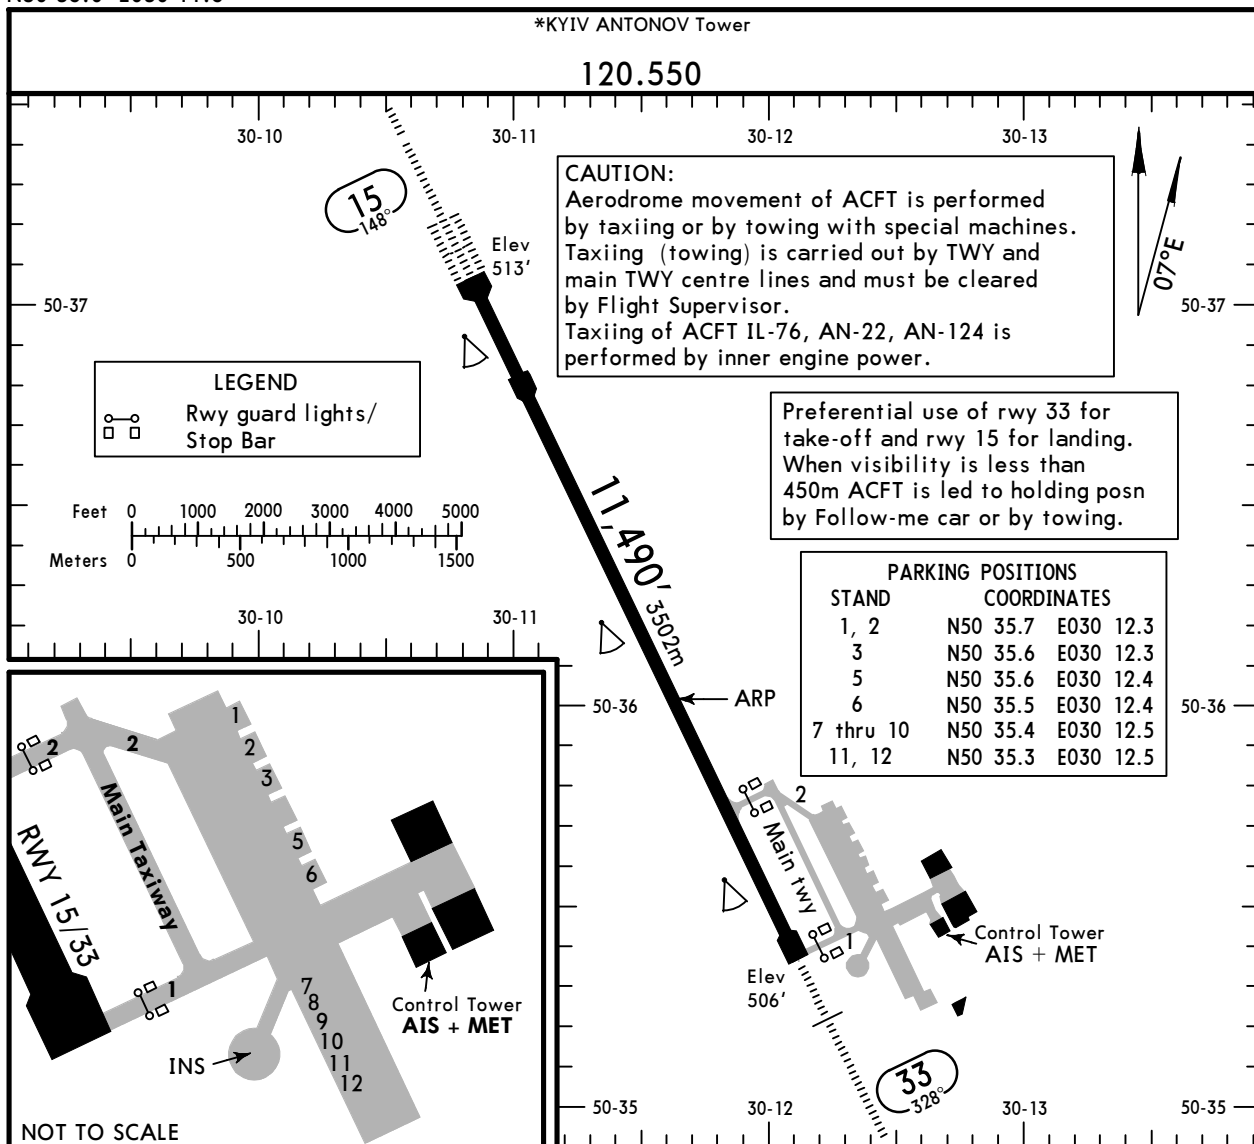 *KYIV ANTONOV Tower
120.550
30-10
30-11
30-12
30-13
15
148°
Elev
513'
CAUTION:
Aerodrome movement of ACFT is performed
by taxiing or by towing with special machines.
Taxiing (towing) is carried out by TWY and
main TWY centre lines and must be cleared
by Flight Supervisor.
Taxiing of ACFT IL-76, AN-22, AN-124 is
performed by inner engine power.
07°E
50-37
50-37
LEGEND
Rwy guard lights/
Stop Bar
Preferential use of rwy 33 for
take-off and rwy 15 for landing.
When visibility is less than
450m ACFT is led to holding posn
by Follow-me car or by towing.
Feet 0 1000 2000 3000 4000 5000
Meters 0 500 1000 1500
11,490' 3502m
PARKING POSITIONS
STAND COORDINATES
1, 2 N50 35.7 E030 12.3
3 N50 35.6 E030 12.3
5 N50 35.6 E030 12.4
6 N50 35.5 E030 12.4
7 thru 10 N50 35.4 E030 12.5
11, 12 N50 35.3 E030 12.5
30-10
30-11
50-36
ARP
50-36
2
Main twy
1
Control Tower
AIS + MET
Elev
506'
33
328°
50-35
30-12
30-13
50-35
2
2
1
2
3
5
6
Main Taxiway
RWY 15/33
1
7
8
9
10
11
12
INS
Control Tower
AIS + MET
NOT TO SCALE